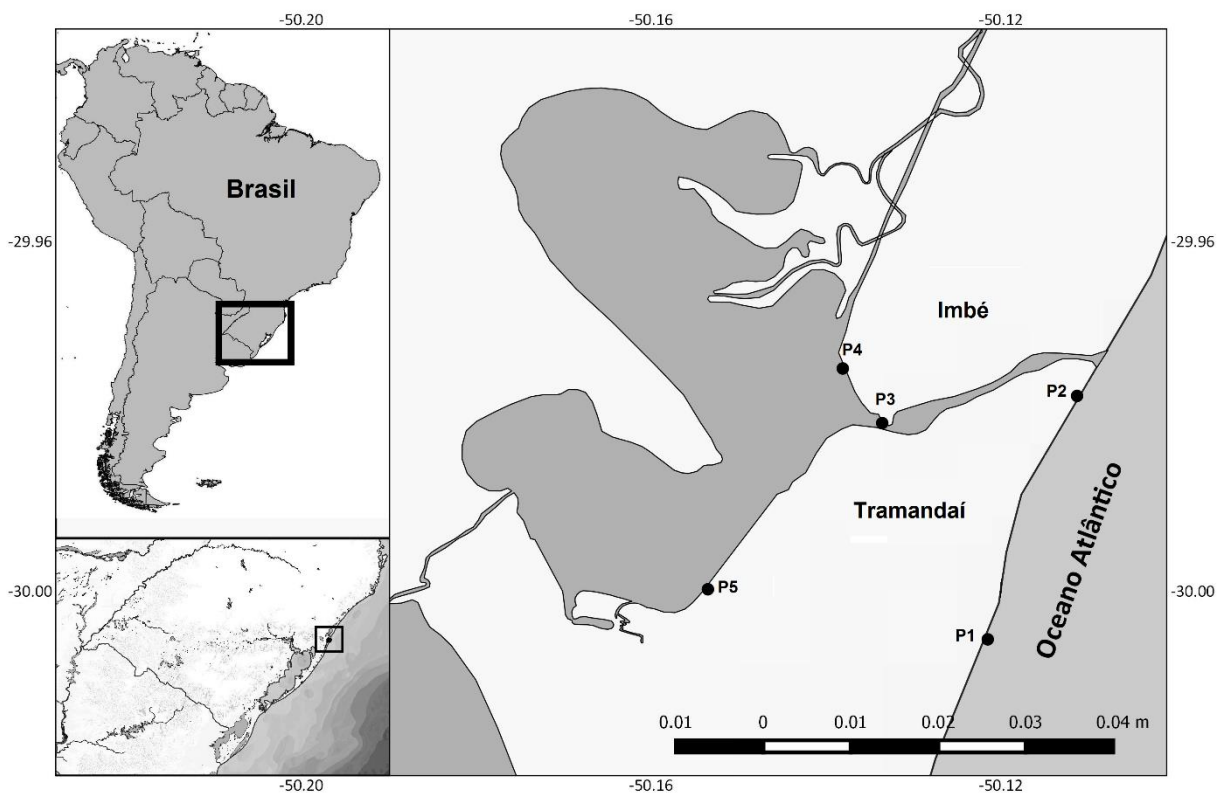 -50.20
-50.16
-50.12
Brasil
-29.96
-29.96
Imbé
P4
P3
P2
Tramandaí
Oceano Atlântico
-30.00
-30.00
P5
P1
0.01 0 0.01 0.02 0.03 0.04 m
-50.20
-50.16
-50.12